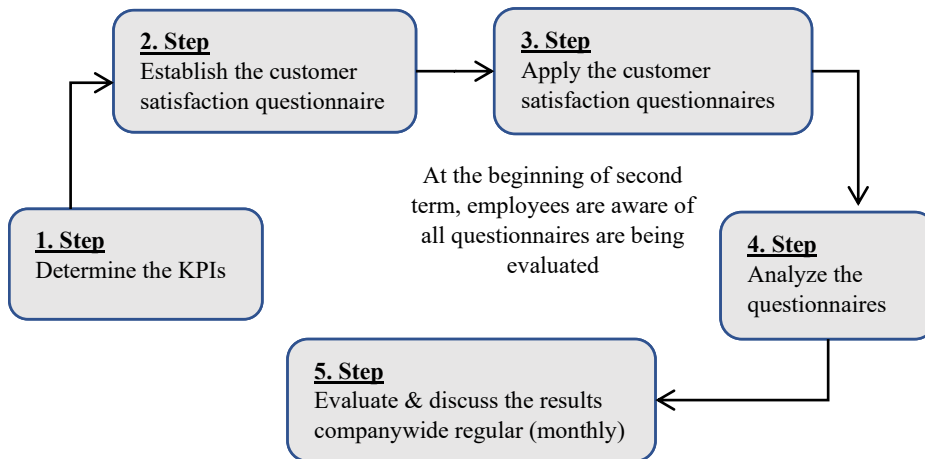 1. Step
Determine the KPIs
2. Step
Establish the customer
satisfaction questionnaire
3. Step
Apply the customer
satisfaction questionnaires
At the beginning of second
term, employees are aware of
all questionnaires are being
evaluated
4. Step
Analyze the
questionnaires
5. Step
Evaluate & discuss the results
companywide regular (monthly)